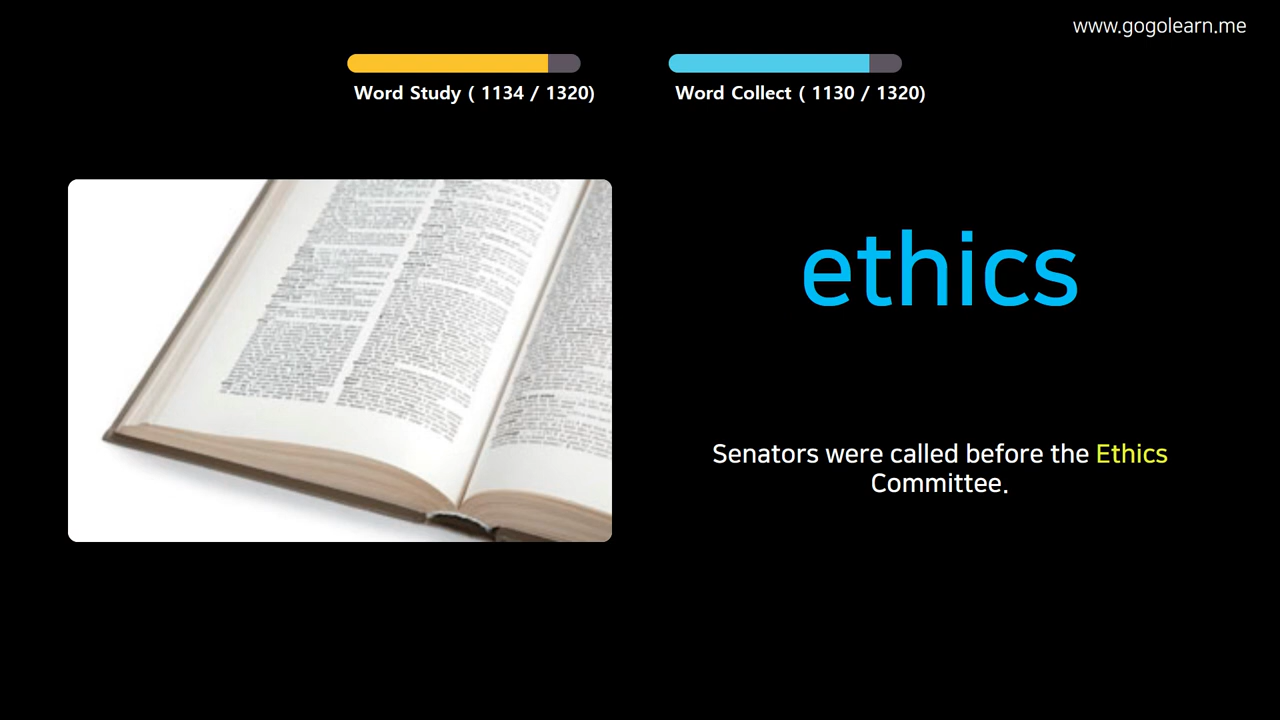 www.gogolearn.me
Word Study ( 1134 / 1320)
Word Collect ( 1130 / 1320)
ethics
Senators were called before the Ethics
Committee.